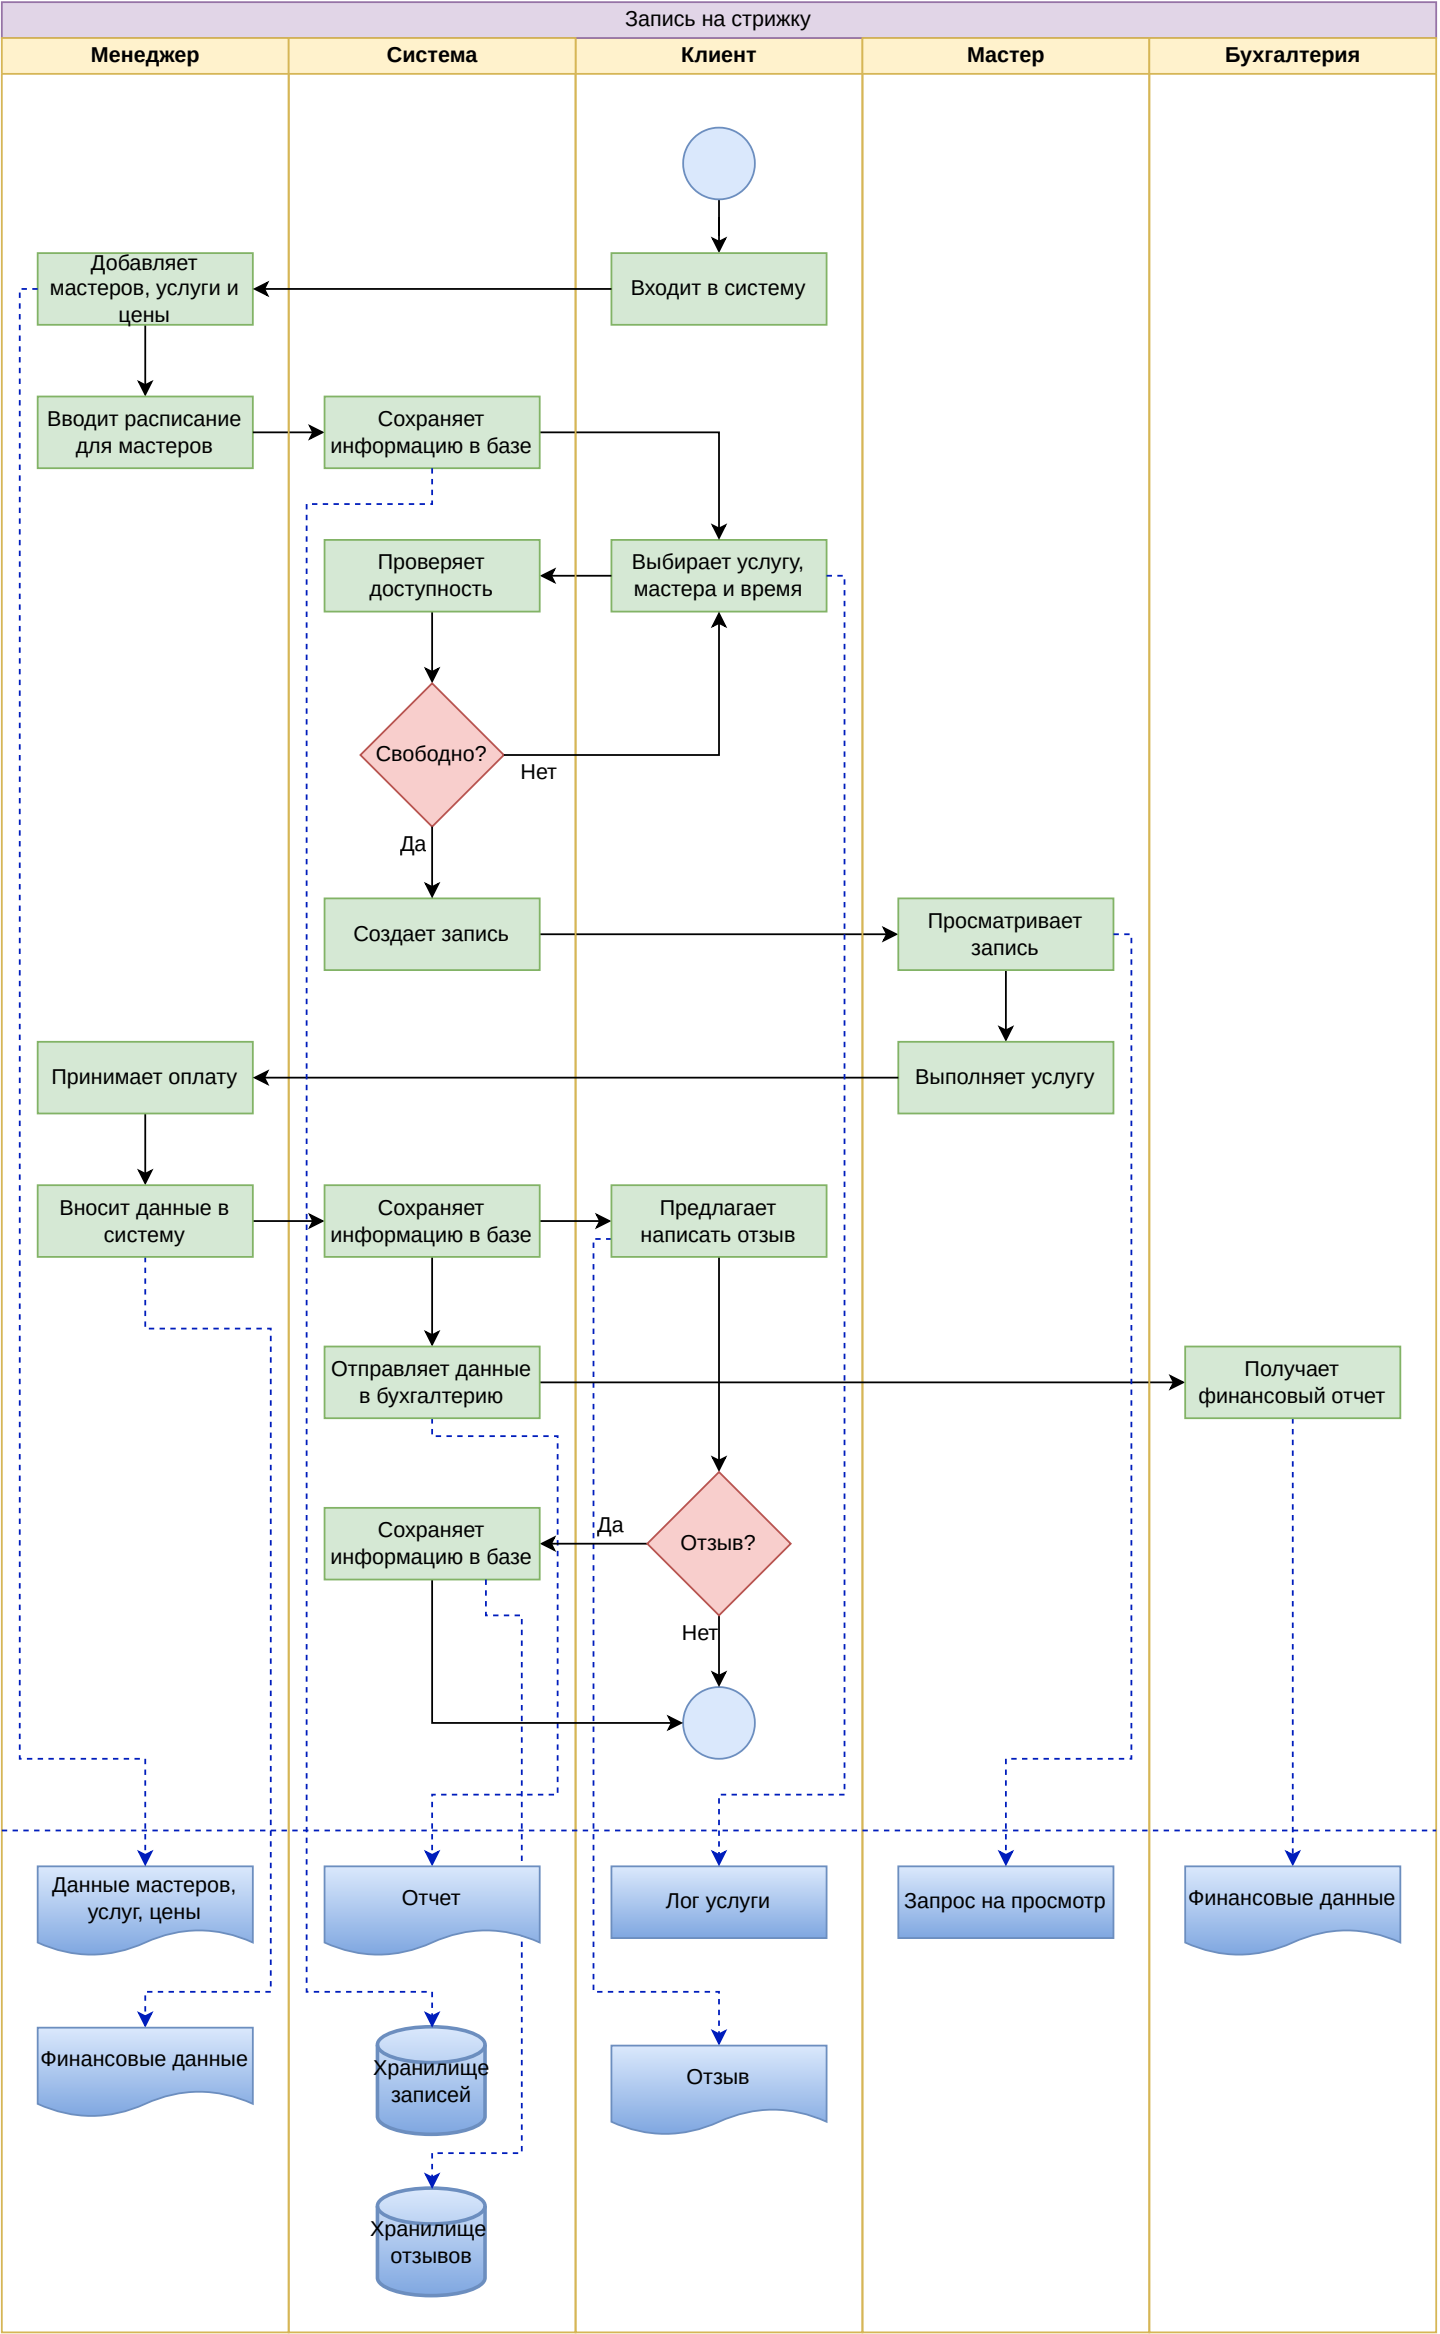 Запись на стрижку
Менеджер
Система
Клиент
Мастер
Бухгалтерия
Добавляет
мастеров, услуги и
цены
Входит в систему
Вводит расписание
для мастеров
Сохраняет
информацию в базе
Проверяет
доступность
Выбирает услугу,
мастера и время
Свободно?
Нет
Да
Создает запись
Просматривает
запись
Принимает оплату
Выполняет услугу
Вносит данные в
систему
Сохраняет
информацию в базе
Предлагает
написать отзыв
Отправляет данные
в бухгалтерию
Получает
финансовый отчет
Сохраняет
информацию в базе
Да
Отзыв?
Нет
Данные мастеров,
услуг, цены
Отчет
Лог услуги
Запрос на просмотр
Финансовые данные
Финансовые данные
Хранилище
записей
Отзыв
Хранилище
отзывов